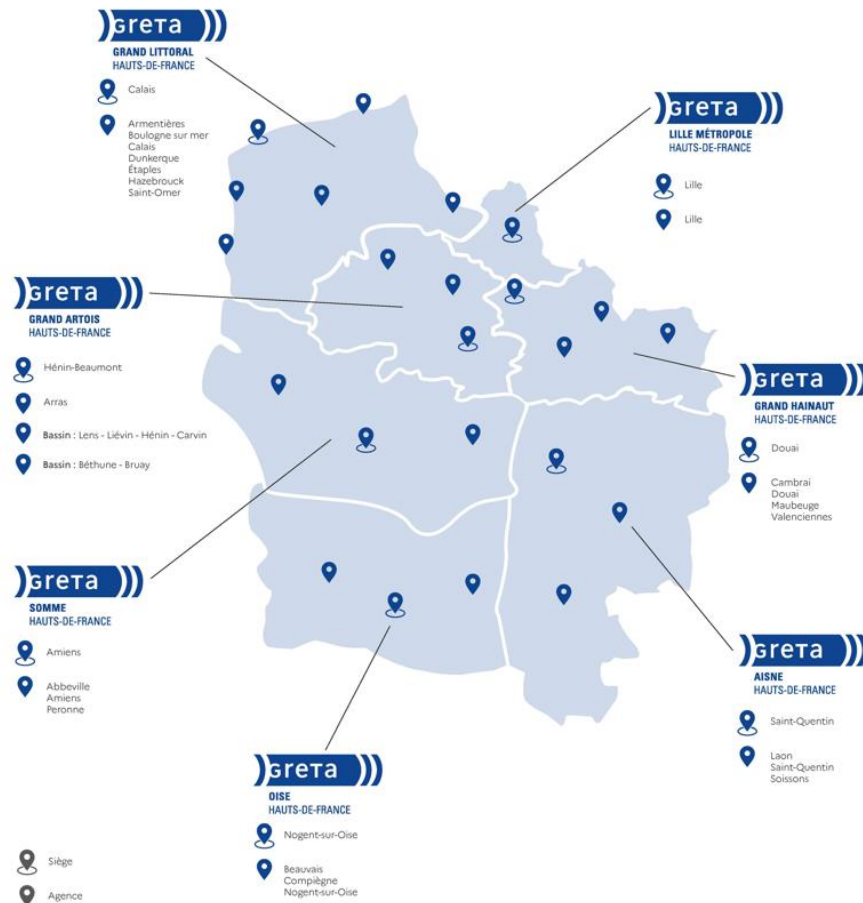 GRETA
GRAND LITTORAL
HAUTS-DE-FRANCE
Calais
Armentières
Boulogne sur mer
Calais
Dunkerque
Étaples
Hazebrouck
Saint-Omer
GRETA
LILLE MÉTROPOLE
HAUTS-DE-FRANCE
Lille
Lille
GRETA
GRAND ARTOIS
HAUTS-DE-FRANCE
Hénin-Beaumont
Arras
Bassin : Lens - Liévin - Hénin - Carvin
Bassin : Béthune - Bruay
GRETA
GRAND HAINAUT
HAUTS-DE-FRANCE
Douai
Cambrai
Douai
Maubeuge
Valenciennes
GRETA
SOMME
HAUTS-DE-FRANCE
Amiens
Abbeville
Amiens
Peronne
GRETA
AISNE
HAUTS-DE-FRANCE
Saint-Quentin
Laon
Saint-Quentin
Soissons
GRETA
OISE
HAUTS-DE-FRANCE
Nogent-sur-Oise
Beauvais
Compiègne
Nogent-sur-Oise
Siège
Agence